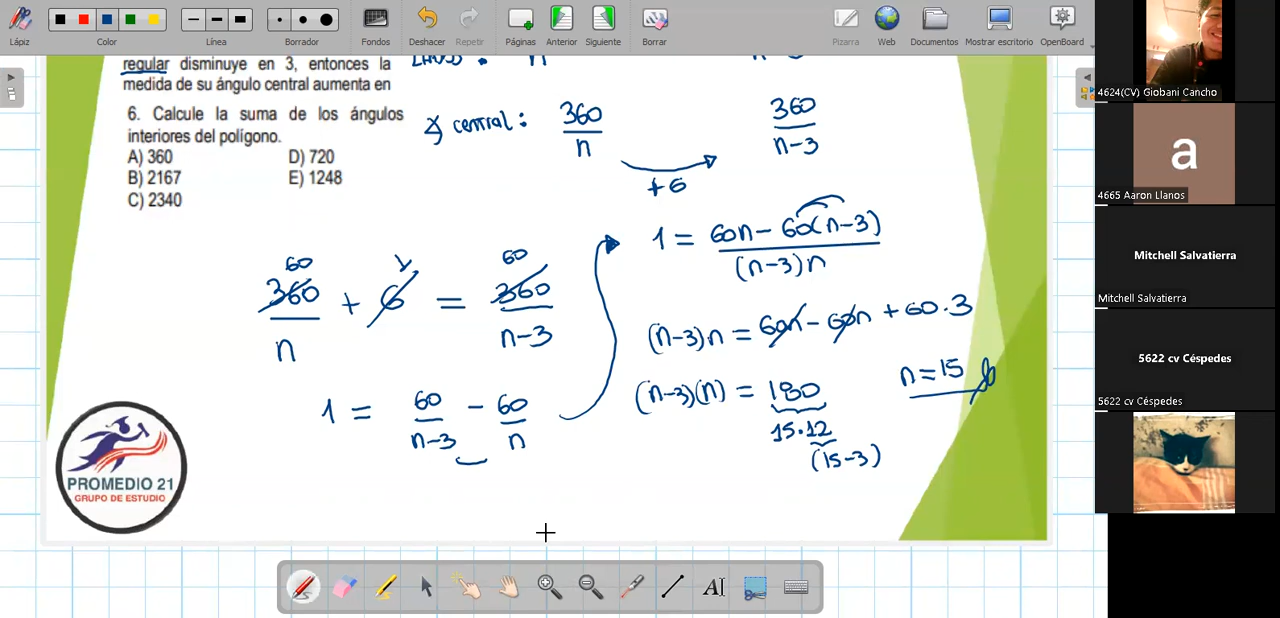 Lápiz
Color
Línea
Borrador
Fondos
Deshacer
Repetir
Páginas
Anterior
Siguiente
Borrar
Pizarra
Web
Documentos
Mostrar escritorio
OpenBoard
regular disminuye en 3, entonces la
medida de su ángulo central aumenta en
6. Calcule la suma de los ángulos
interiores del polígono.
A) 360 D) 720
B) 2167 E) 1248
C) 2340
∢ central: 360/n 360/(n-3)
+6
60 1 60
360/n + 6 = 360/(n-3)
1 = 60/(n-3) - 60/n
1 = (60n - 60(n-3))/((n-3)n)
(n-3)n = 60n - 60n + 60.3
(n-3)(n) = 180
15.12
(15-3)
n = 15
PROMEDIO 21
GRUPO DE ESTUDIO
4624(CV) Giobani Cancho
a
4665 Aaron Llanos
Mitchell Salvatierra
Mitchell Salvatierra
5622 cv Céspedes
5622 cv Céspedes
AI